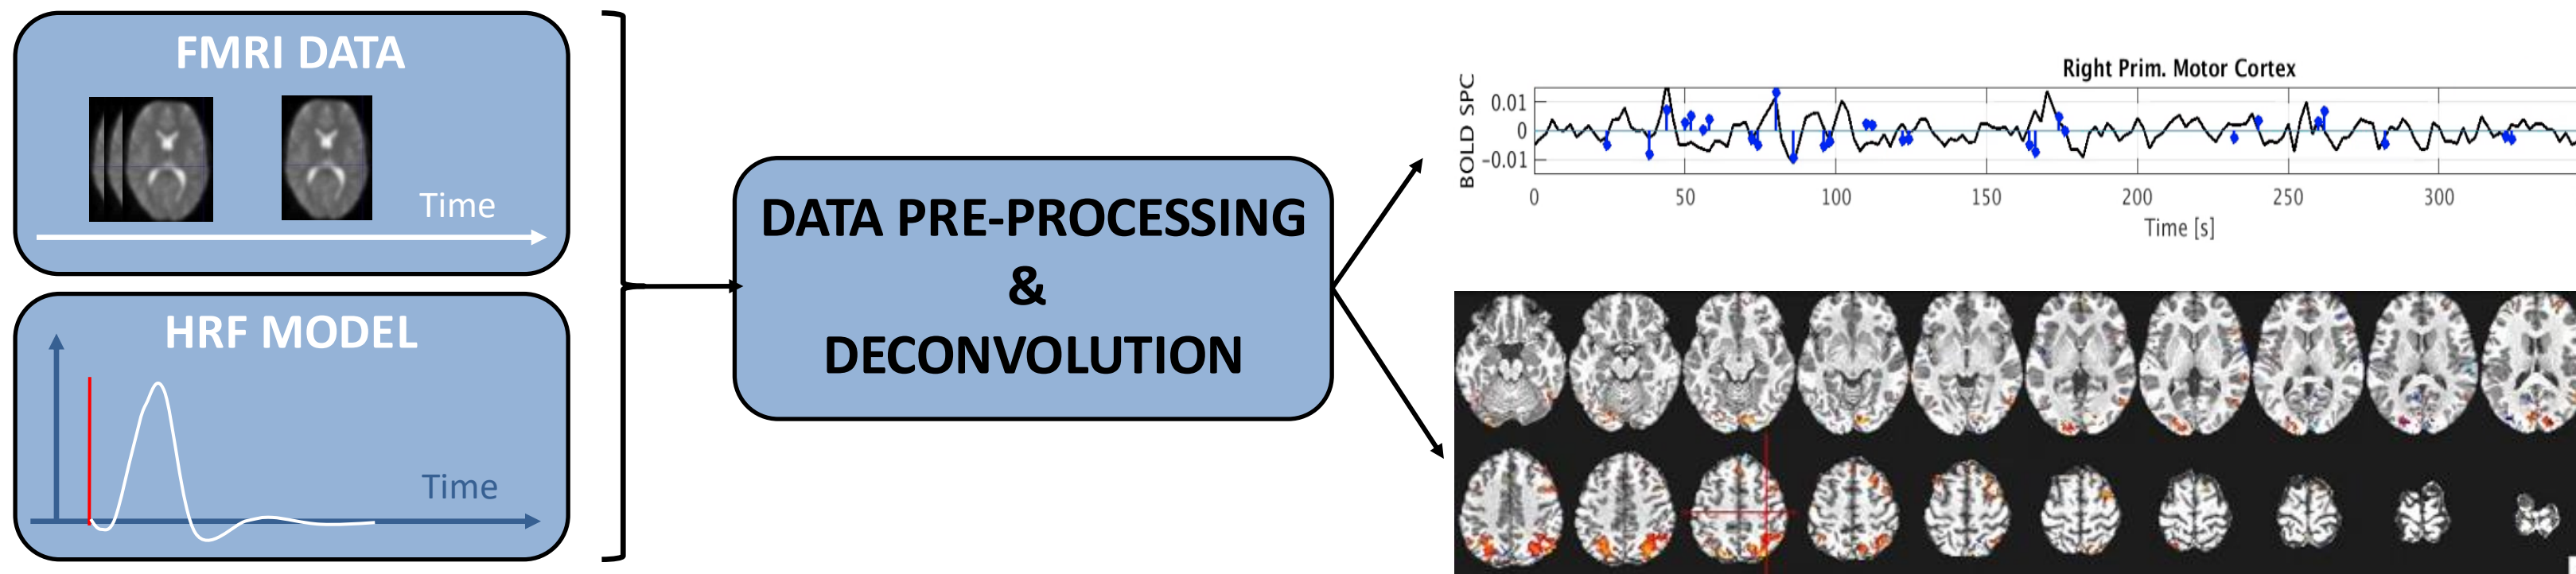 FMRI DATA
Time
HRF MODEL
Time
DATA PRE-PROCESSING
&
DECONVOLUTION
Right Prim. Motor Cortex
BOLD SPC
0.01
0
-0.01
0 50 100 150 200 250 300
Time [s]